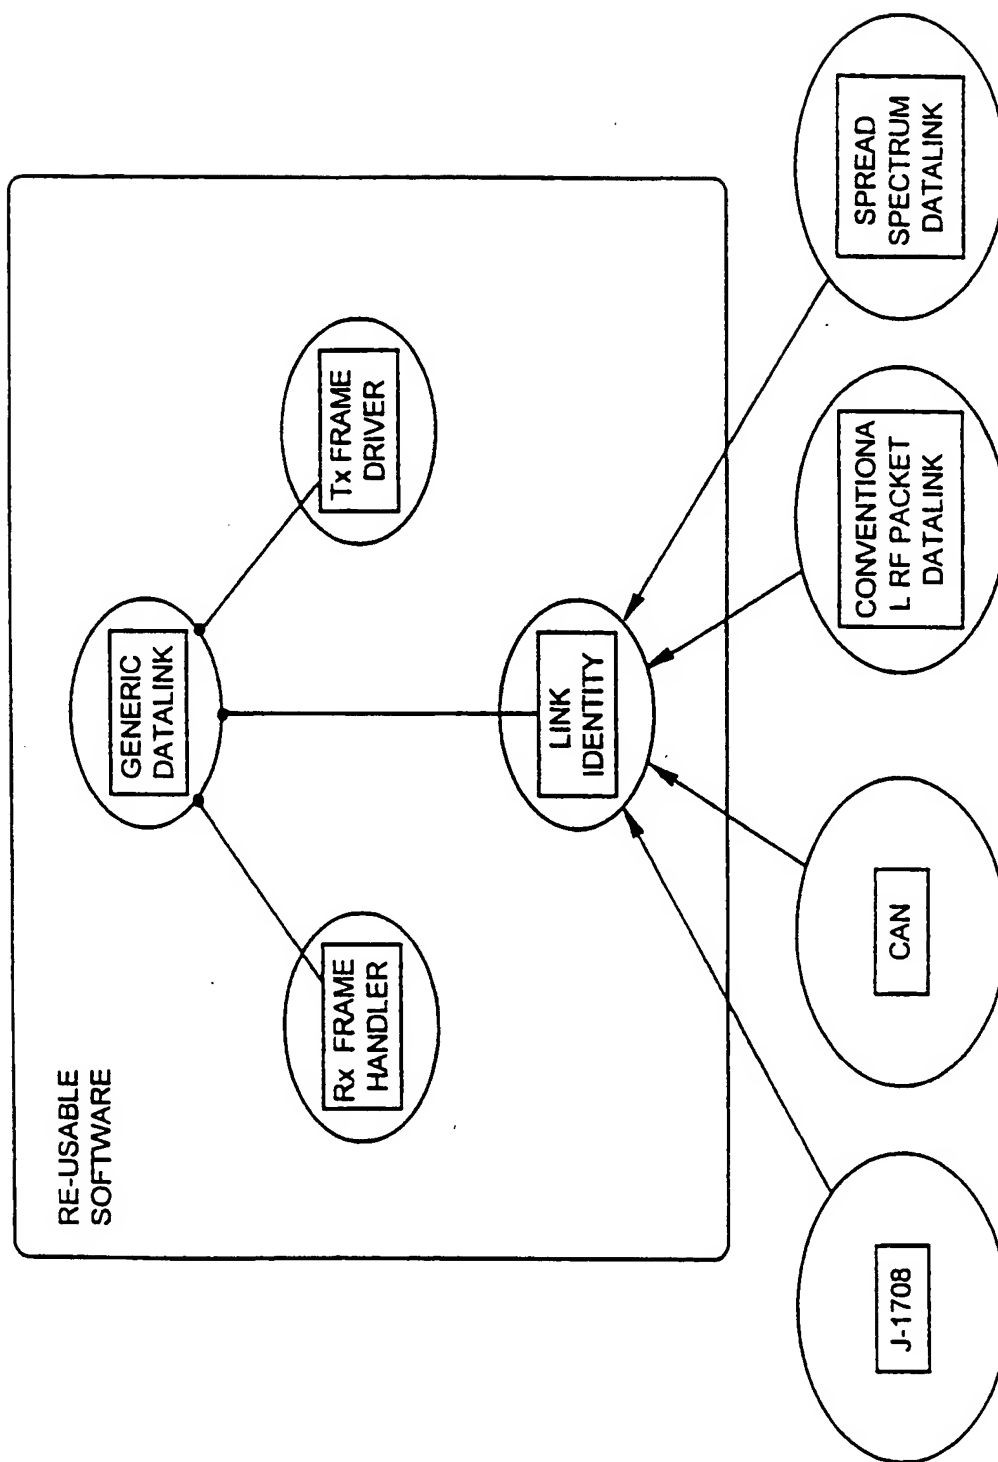 RE-USABLE
SOFTWARE
GENERIC
DATALINK
Rx FRAME
HANDLER
Tx FRAME
DRIVER
LINK
IDENTITY
J-1708
CAN
CONVENTIONA
L RF PACKET
DATALINK
SPREAD
SPECTRUM
DATALINK